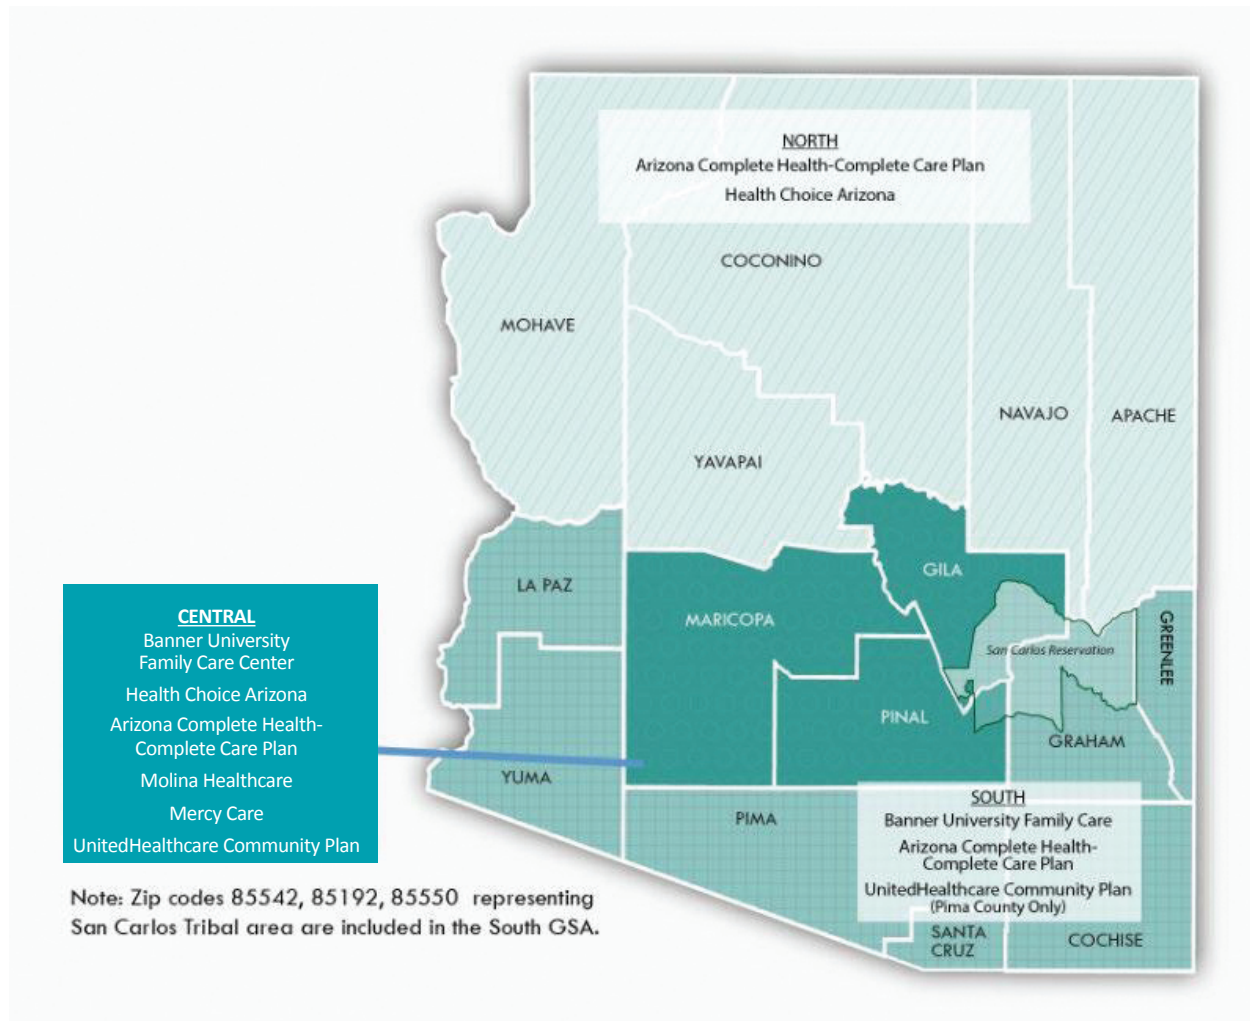 NORTH
Arizona Complete Health-Complete Care Plan
Health Choice Arizona
COCONINO
MOHAVE
NAVAJO
APACHE
YAVAPAI
GILA
LA PAZ
MARICOPA
GREENLEE
San Carlos Reservation
PINAL
GRAHAM
YUMA
PIMA
CENTRAL
Banner University
Family Care Center
Health Choice Arizona
Arizona Complete Health-
Complete Care Plan
Molina Healthcare
Mercy Care
UnitedHealthcare Community Plan
SOUTH
Banner University Family Care
Arizona Complete Health-
Complete Care Plan
UnitedHealthcare Community Plan
(Pima County Only)
SANTA
CRUZ
COCHISE
Note: Zip codes 85542, 85192, 85550 representing
San Carlos Tribal area are included in the South GSA.